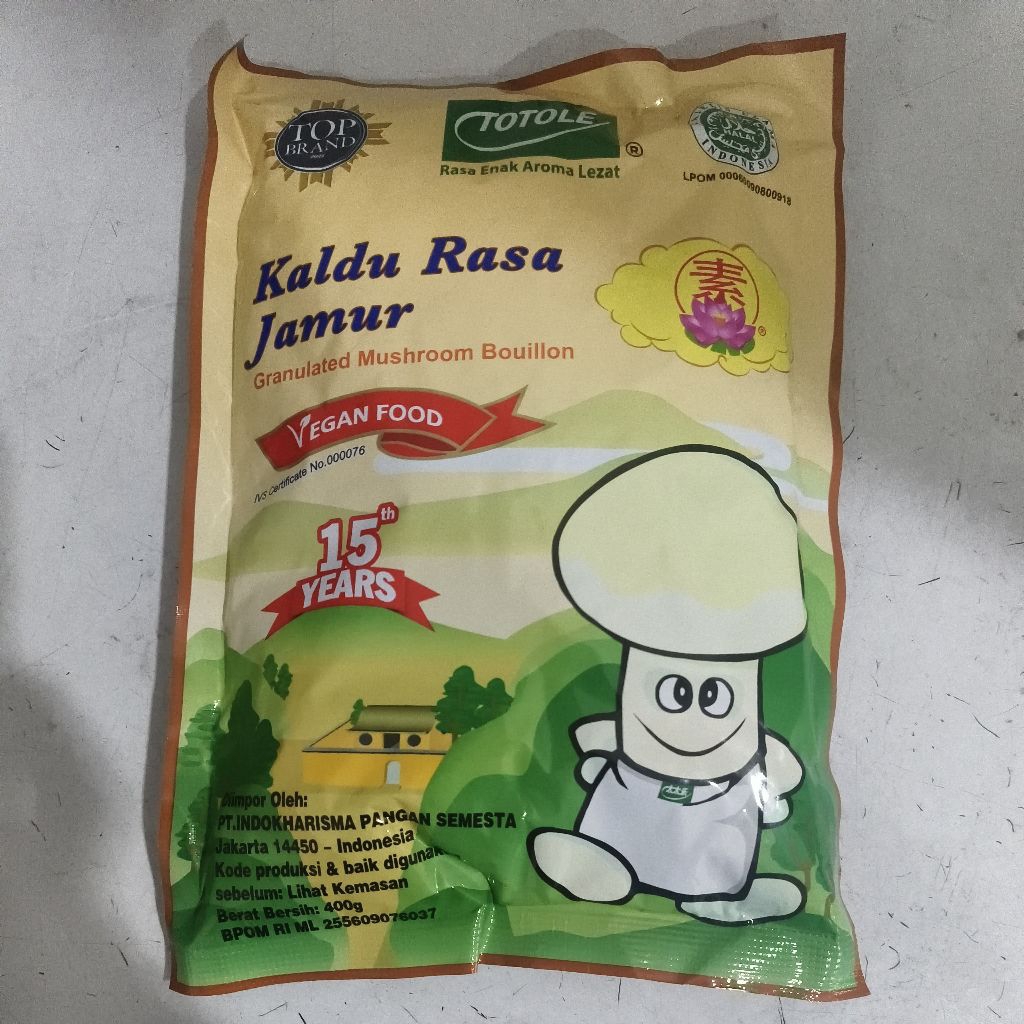 TOP
BRAND
TOTOLE
®
Rasa Enak Aroma Lezat
HALAL
INDONESIA
Kaldu Rasa
Jamur
Granulated Mushroom Bouillon
素
®
VEGAN FOOD
IVS Certificate No.000076
15th
YEARS
Diimpor Oleh:
PT.INDOKHARISMA PANGAN SEMESTA
Jakarta 14450 - Indonesia
Kode produksi & baik digunak
sebelum: Lihat Kemasan
Berat Bersih: 400g
BPOM RI ML 255609076037